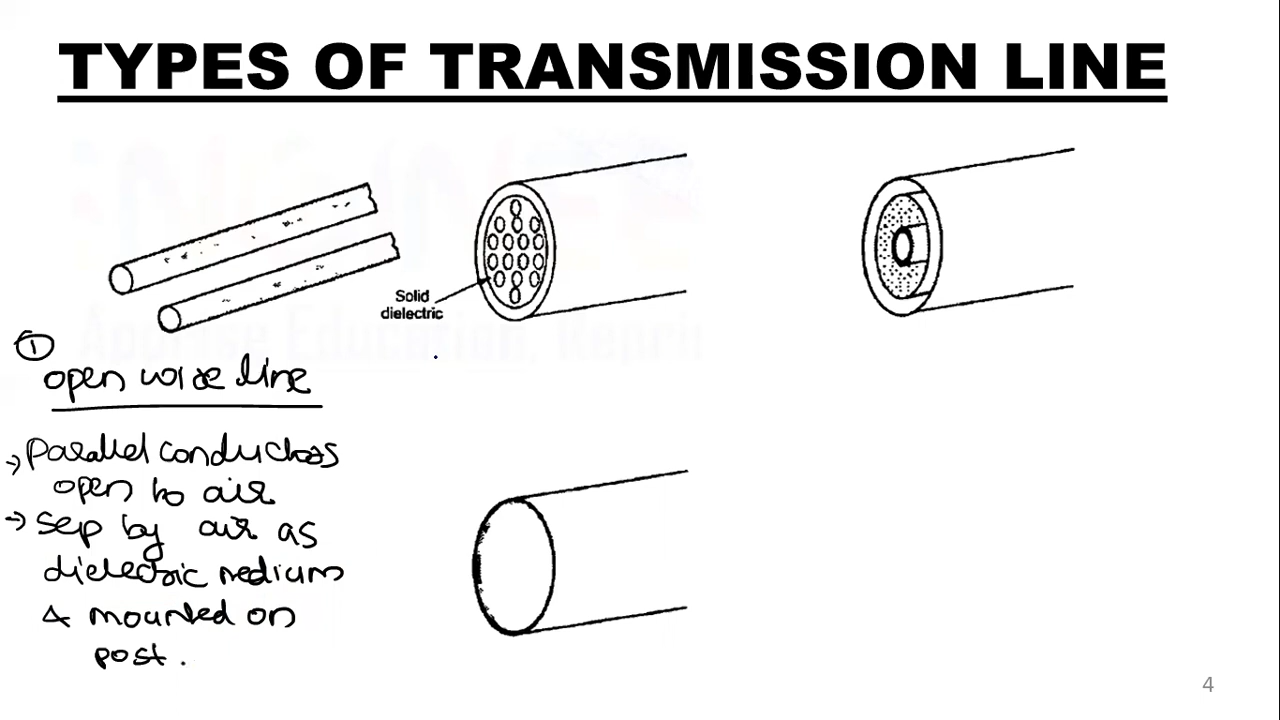 TYPES OF TRANSMISSION LINE
Solid
dielectric
①
open wire line
→ parallel conductors
open to air
→ sep by air as
dielectric medium
& mounted on
post.
Education,
4